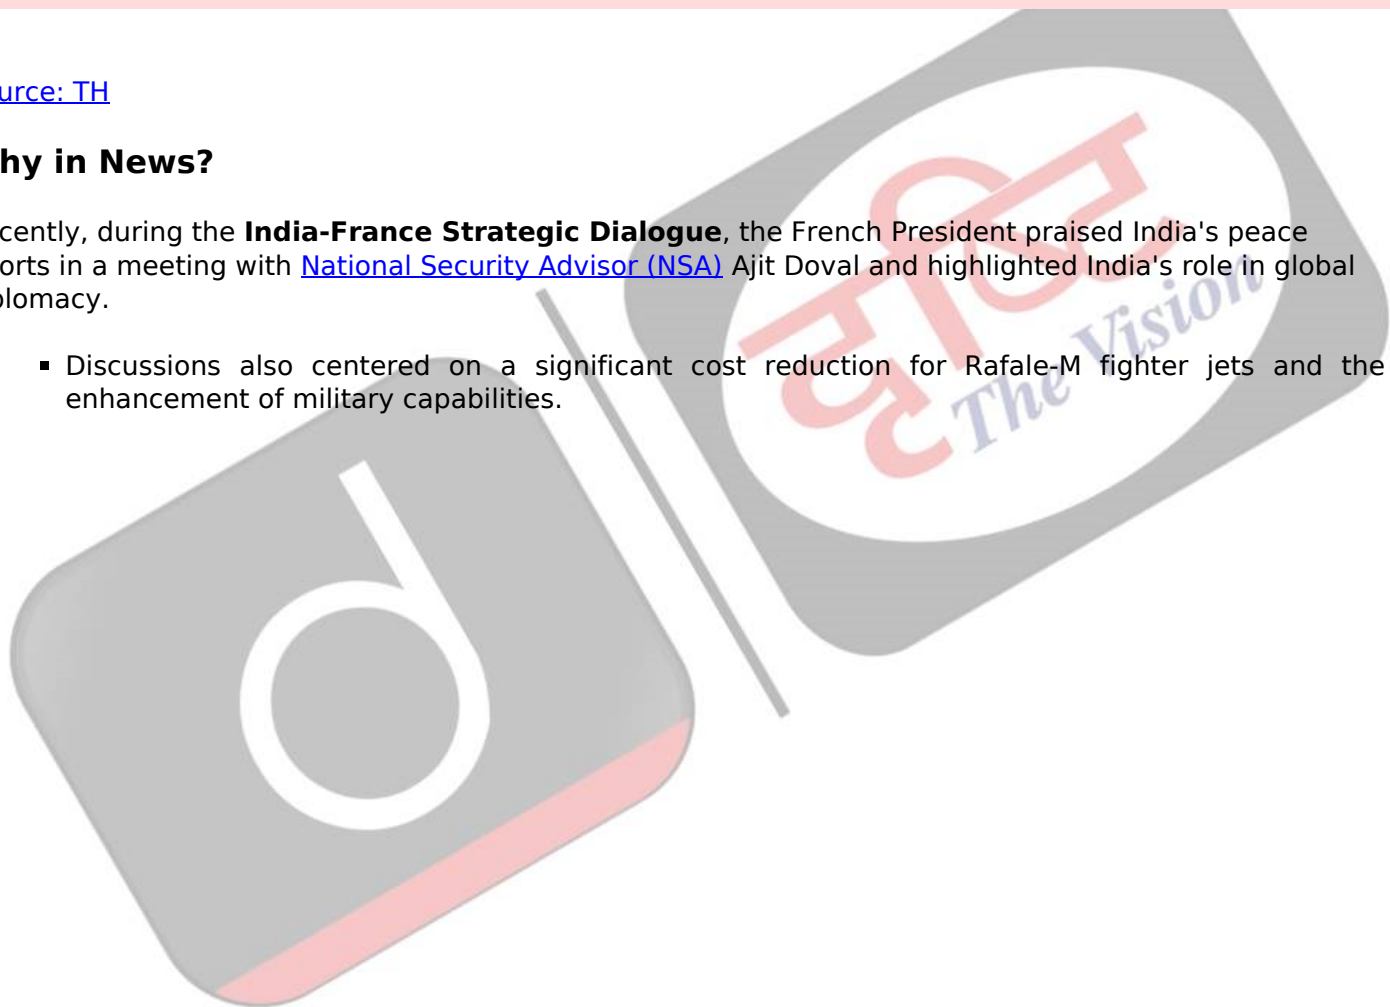 urce: TH
hy in News?
cently, during the India-France Strategic Dialogue, the French President praised India's peace
orts in a meeting with National Security Advisor (NSA) Ajit Doval and highlighted India's role in global
plomacy.
▪ Discussions also centered on a significant cost reduction for Rafale-M fighter jets and the
enhancement of military capabilities.
दृष्टि
The Vision
d